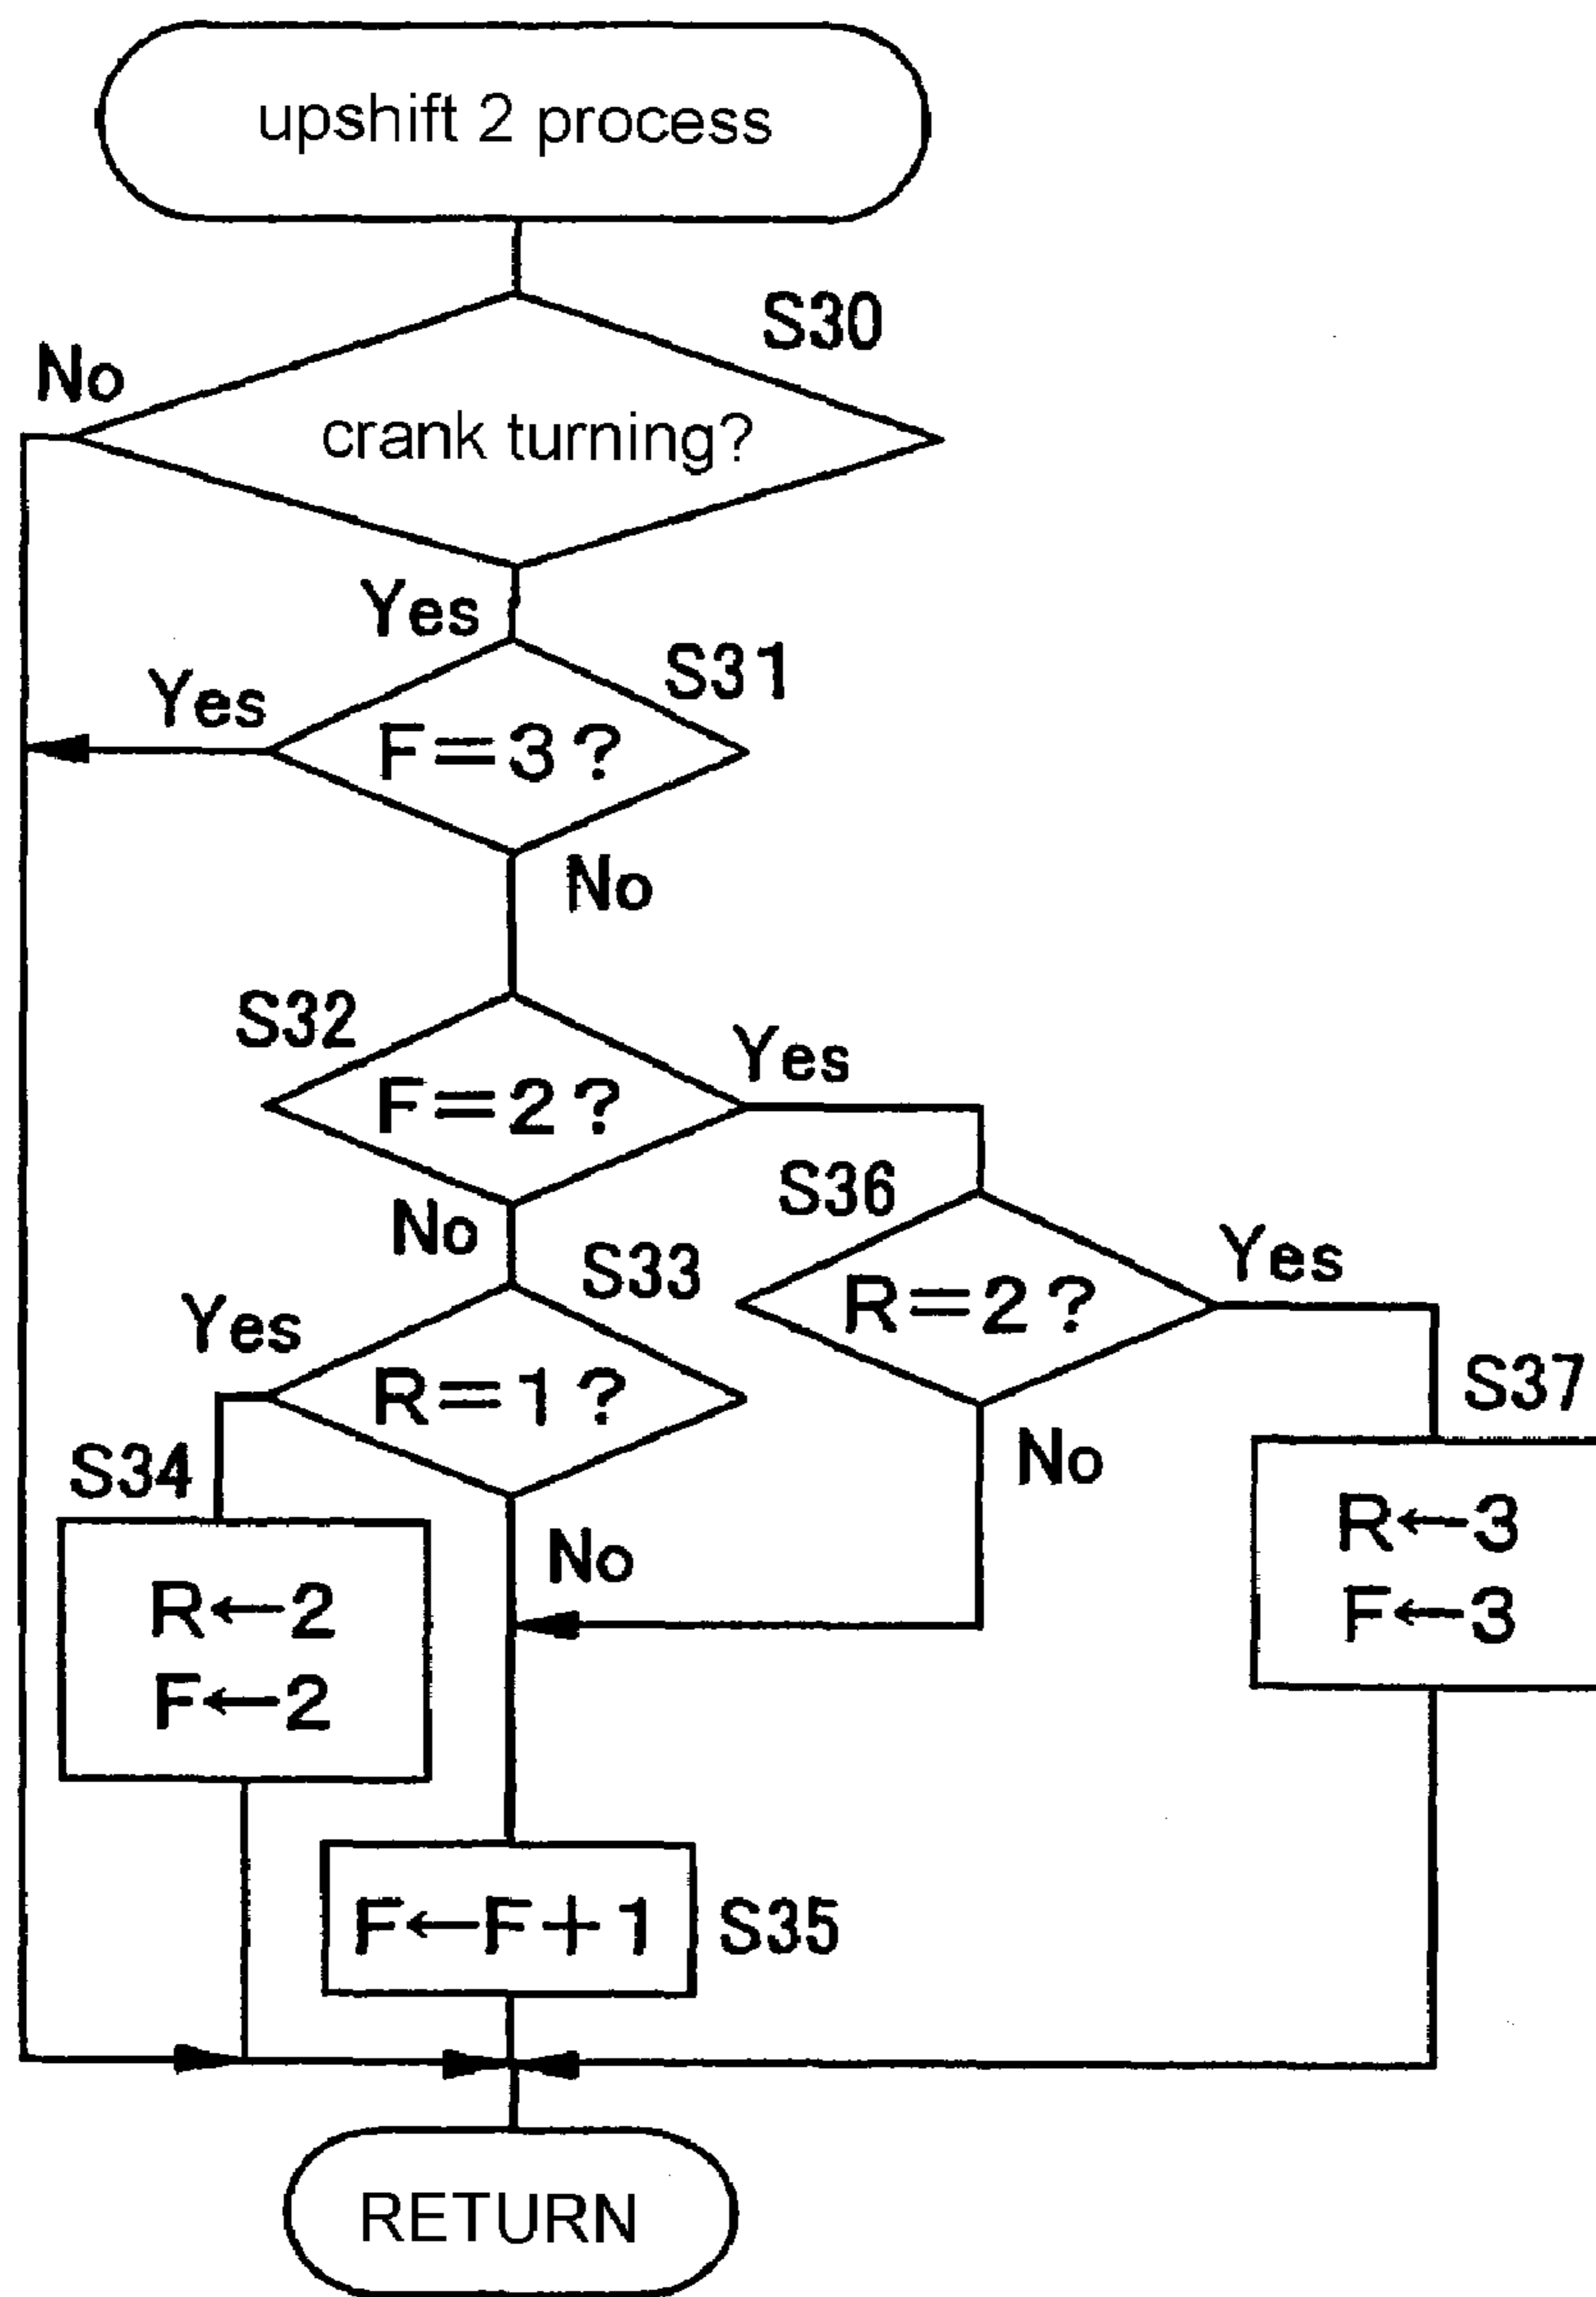 upshift 2 process
S30
No
crank turning?
Yes
S31
Yes
F=3?
No
S32
Yes
F=2?
S36
No
S33
Yes
R=2?
Yes
R=1?
S37
No
S34
R←3
No
R←2
F←3
F←2
F←F+1
S35
RETURN